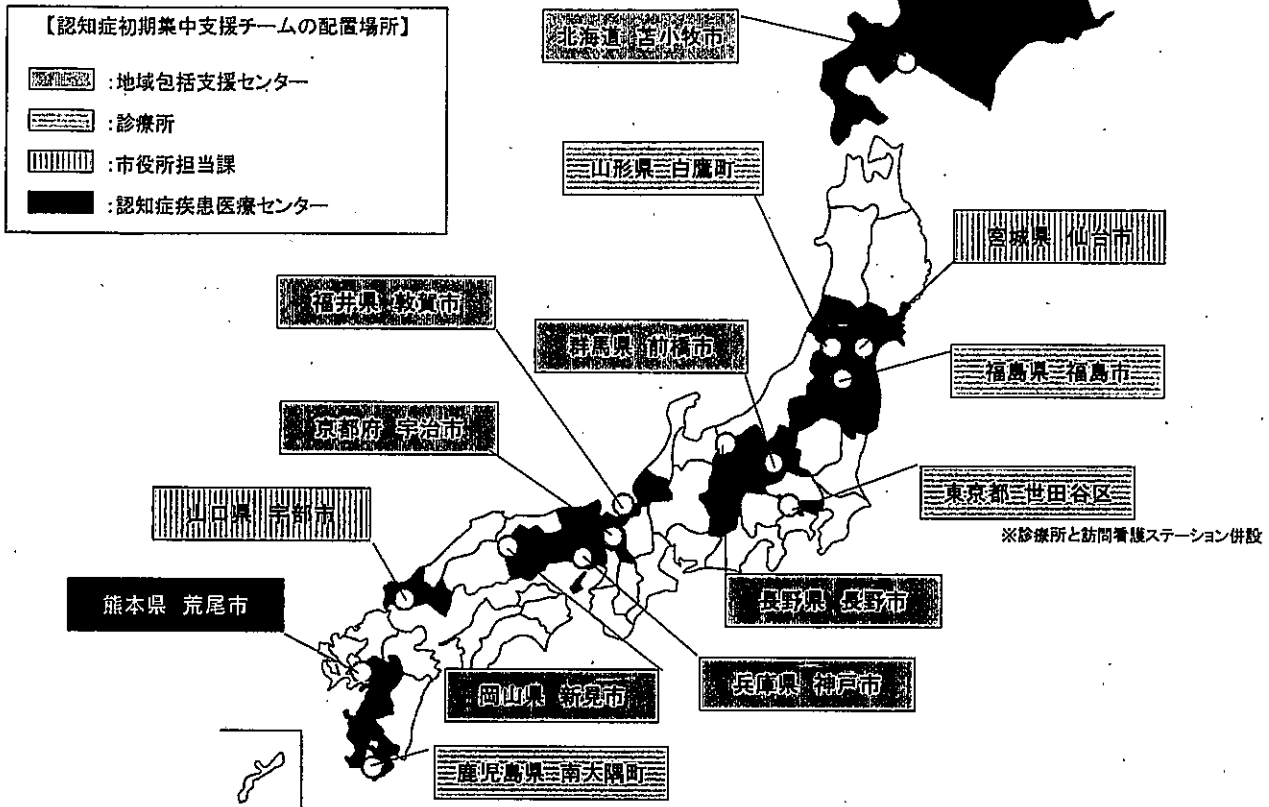 【認知症初期集中支援チームの配置場所】
:地域包括支援センター
:診療所
:市役所担当課
:認知症疾患医療センター
北海道 苫小牧市
山形県 白鷹町
宮城県 仙台市
福井県 敦賀市
群馬県 前橋市
福島県 福島市
京都府 宇治市
東京都 世田谷区
※診療所と訪問看護ステーション併設
山口県 宇部市
熊本県 荒尾市
長野県 長野市
岡山県 新見市
兵庫県 神戸市
鹿児島県 南大隅町